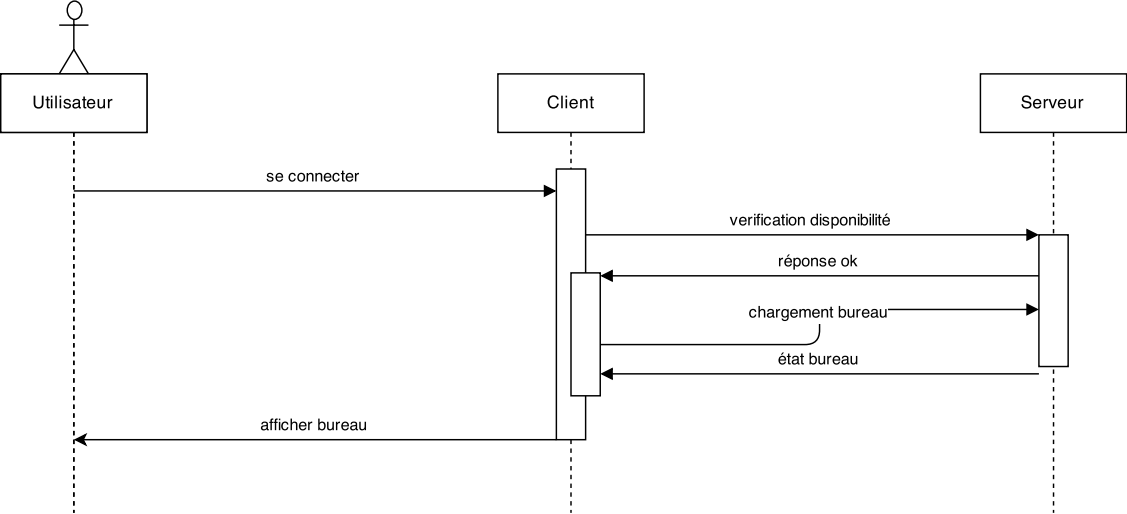 Utilisateur
Client
Serveur
se connecter
verification disponibilité
réponse ok
chargement bureau
état bureau
afficher bureau